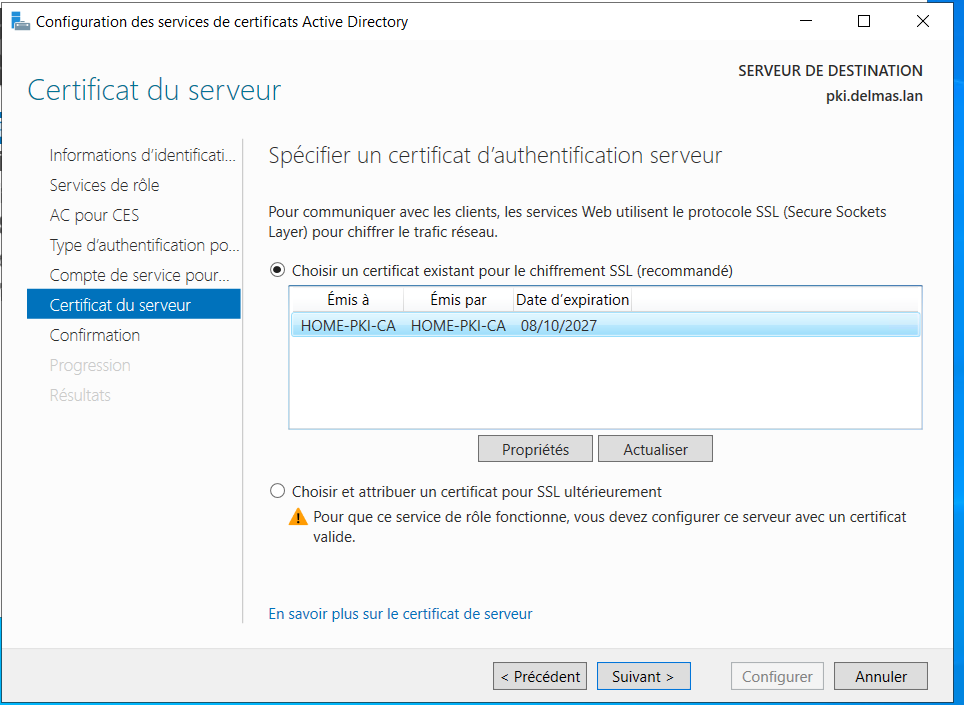 Configuration des services de certificats Active Directory
Certificat du serveur
SERVEUR DE DESTINATION
pki.delmas.lan
Informations d’identificati...
Services de rôle
AC pour CES
Type d’authentification po...
Compte de service pour...
Certificat du serveur
Confirmation
Progression
Résultats
Spécifier un certificat d’authentification serveur
Pour communiquer avec les clients, les services Web utilisent le protocole SSL (Secure Sockets
Layer) pour chiffrer le trafic réseau.
Choisir un certificat existant pour le chiffrement SSL (recommandé)
Émis à Émis par Date d’expiration
HOME-PKI-CA HOME-PKI-CA 08/10/2027
Propriétés Actualiser
Choisir et attribuer un certificat pour SSL ultérieurement
Pour que ce service de rôle fonctionne, vous devez configurer ce serveur avec un certificat
valide.
En savoir plus sur le certificat de serveur
< Précédent Suivant > Configurer Annuler